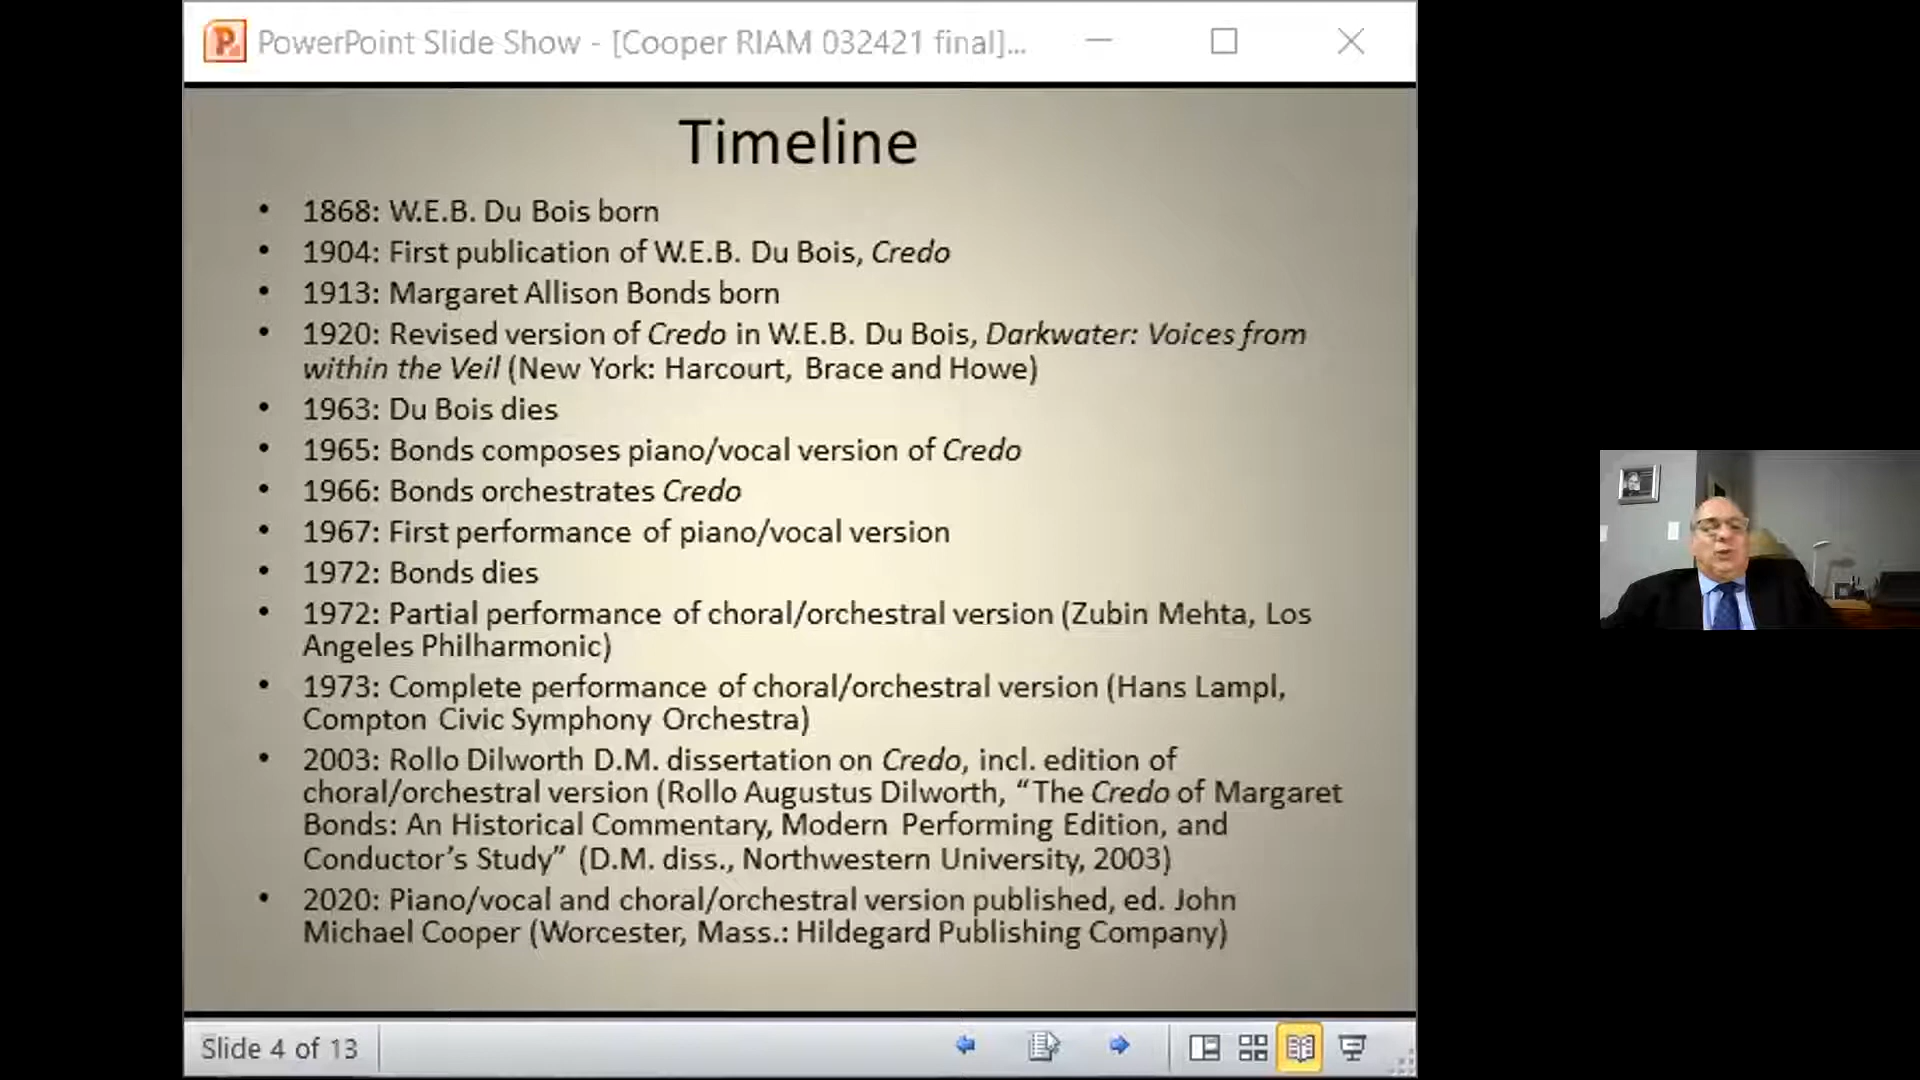 PowerPoint Slide Show - [Cooper RIAM 032421 final]...
Timeline
• 1868: W.E.B. Du Bois born
• 1904: First publication of W.E.B. Du Bois, Credo
• 1913: Margaret Allison Bonds born
• 1920: Revised version of Credo in W.E.B. Du Bois, Darkwater: Voices from
within the Veil (New York: Harcourt, Brace and Howe)
• 1963: Du Bois dies
• 1965: Bonds composes piano/vocal version of Credo
• 1966: Bonds orchestrates Credo
• 1967: First performance of piano/vocal version
• 1972: Bonds dies
• 1972: Partial performance of choral/orchestral version (Zubin Mehta, Los
Angeles Philharmonic)
• 1973: Complete performance of choral/orchestral version (Hans Lampl,
Compton Civic Symphony Orchestra)
• 2003: Rollo Dilworth D.M. dissertation on Credo, incl. edition of
choral/orchestral version (Rollo Augustus Dilworth, “The Credo of Margaret
Bonds: An Historical Commentary, Modern Performing Edition, and
Conductor’s Study” (D.M. diss., Northwestern University, 2003)
• 2020: Piano/vocal and choral/orchestral version published, ed. John
Michael Cooper (Worcester, Mass.: Hildegard Publishing Company)
Slide 4 of 13